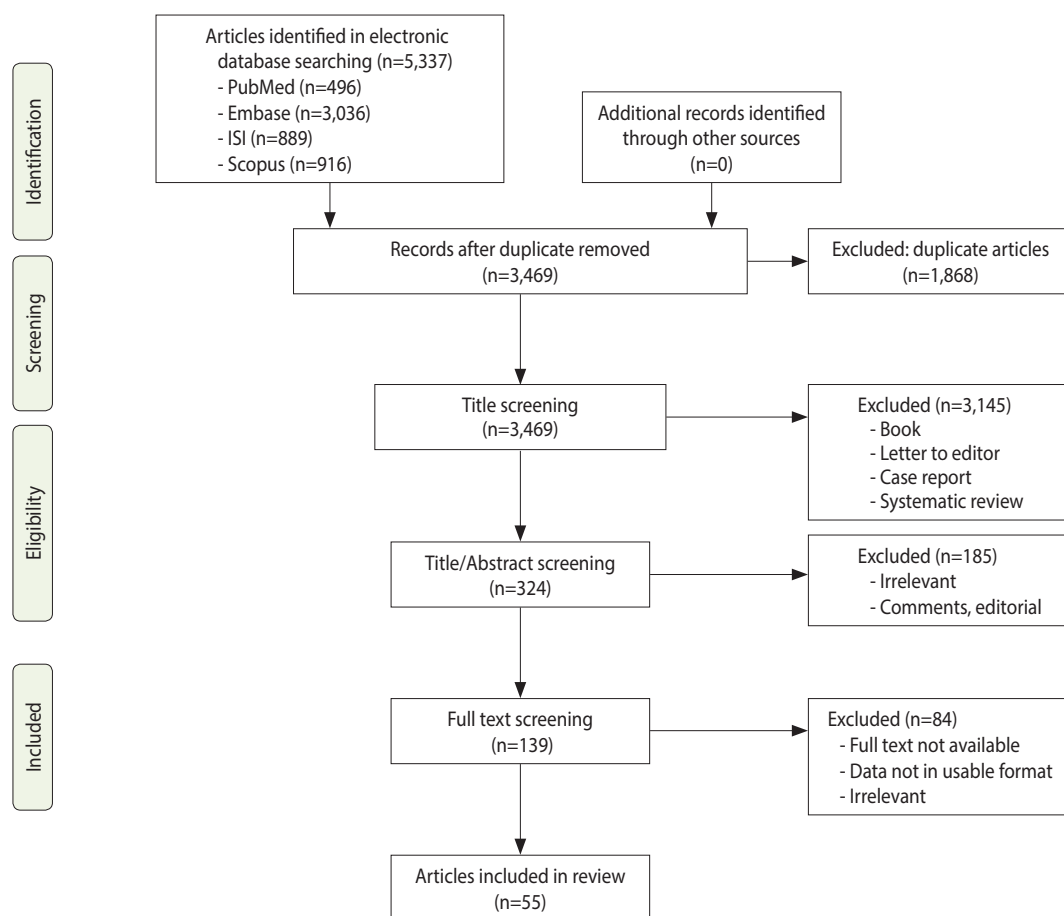 Articles identified in electronic
database searching (n=5,337)
- PubMed (n=496)
- Embase (n=3,036)
- ISI (n=889)
- Scopus (n=916)
Additional records identified
through other sources
(n=0)
Identification
Records after duplicate removed
(n=3,469)
Excluded: duplicate articles
(n=1,868)
Screening
Title screening
(n=3,469)
Excluded (n=3,145)
- Book
- Letter to editor
- Case report
- Systematic review
Eligibility
Title/Abstract screening
(n=324)
Excluded (n=185)
- Irrelevant
- Comments, editorial
Included
Full text screening
(n=139)
Excluded (n=84)
- Full text not available
- Data not in usable format
- Irrelevant
Articles included in review
(n=55)